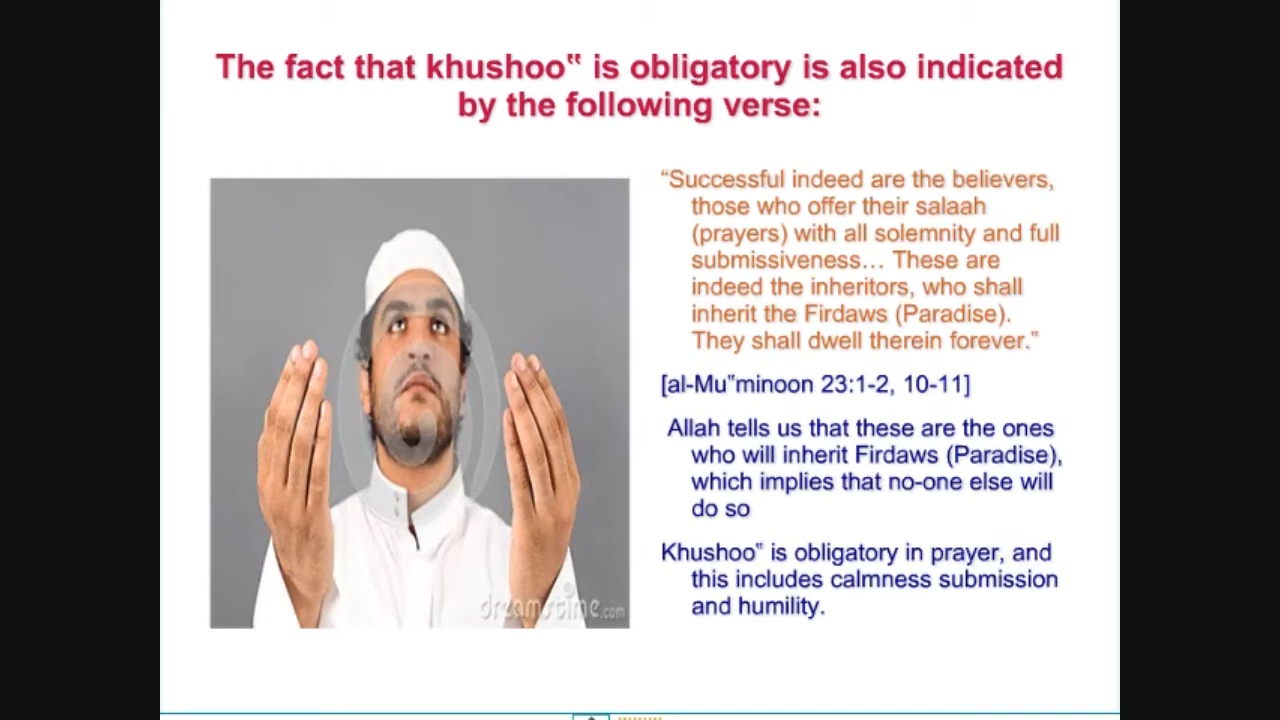 The fact that khushoo‟ is obligatory is also indicated
by the following verse:
“Successful indeed are the believers,
those who offer their salaah
(prayers) with all solemnity and full
submissiveness… These are
indeed the inheritors, who shall
inherit the Firdaws (Paradise).
They shall dwell therein forever.‟
[al-Mu‟minoon 23:1-2, 10-11]
Allah tells us that these are the ones
who will inherit Firdaws (Paradise),
which implies that no-one else will
do so
Khushoo‟ is obligatory in prayer, and
this includes calmness submission
and humility.
dreamstime.com